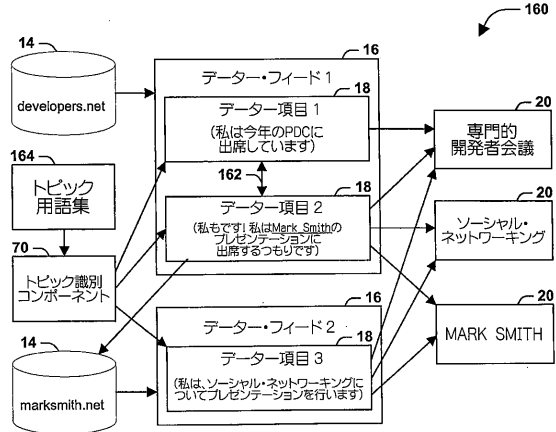 160
14
developers.net
16
データー・フィード1
18
データー項目1
(私は今年のPDCに
出席しています)
162
18
データー項目2
(私もです!私はMark Smithの
プレゼンテーションに
出席するつもりです)
164
トピック
用語集
70
トピック識別
コンポーネント
14
marksmith.net
16
データー・フィード2
18
データー項目3
(私は、ソーシャル・ネットワーキングに
ついてプレゼンテーションを行います)
20
専門的
開発者会議
20
ソーシャル・
ネットワーキング
20
MARK SMITH